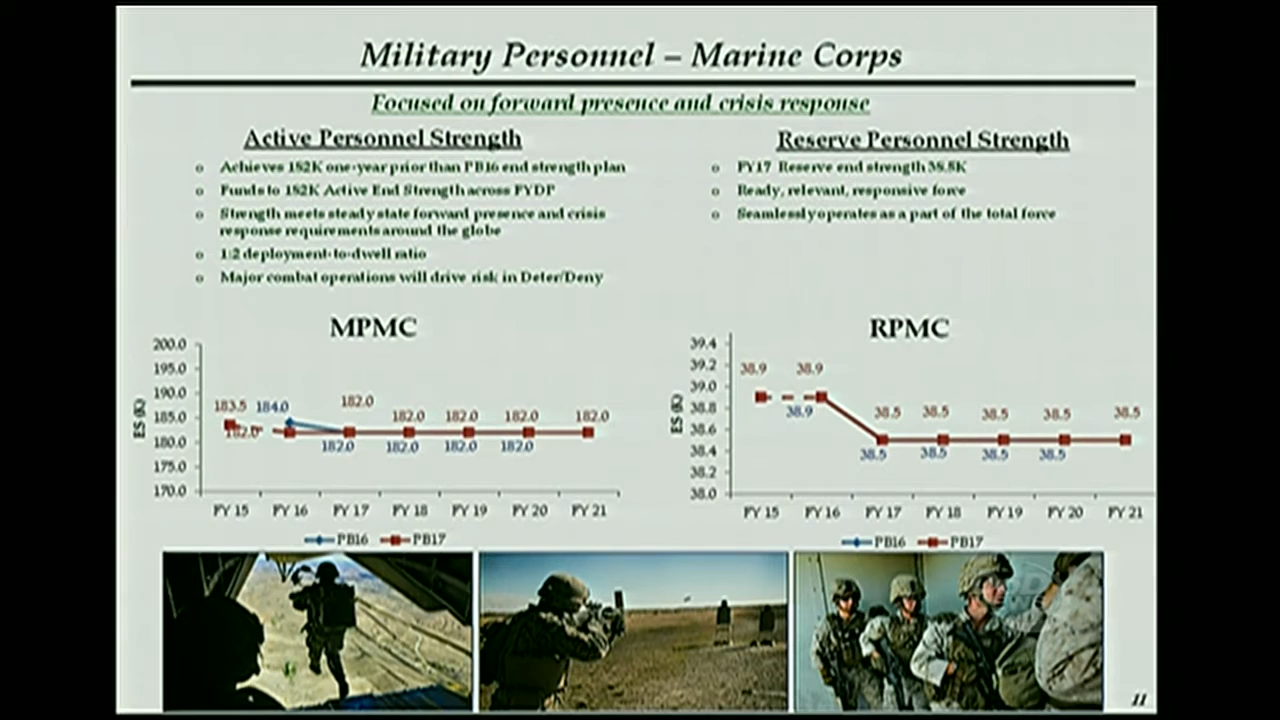 Military Personnel – Marine Corps
Focused on forward presence and crisis response
Active Personnel Strength
o Achieves 182K one-year prior than PB16 end strength plan
o Funds to 182K Active End Strength across FYDP
o Strength meets steady state forward presence and crisis
response requirements around the globe
o 1:2 deployment-to-dwell ratio
o Major combat operations will drive risk in Deter/Deny
Reserve Personnel Strength
o FY17 Reserve end strength 38.5K
o Ready, relevant, responsive force
o Seamlessly operates as a part of the total force
MPMC
ES (K)
200.0
195.0
190.0
185.0
180.0
175.0
170.0
183.5 184.0 182.0
182.0 182.0 182.0 182.0 182.0
182.0 182.0 182.0 182.0
FY 15 FY 16 FY 17 FY 18 FY 19 FY 20 FY 21
PB16 PB17
RPMC
ES (K)
39.4
39.2
39.0
38.8
38.6
38.4
38.2
38.0
38.9 38.9
38.9 38.5 38.5 38.5 38.5 38.5
38.5 38.5 38.5 38.5
FY 15 FY 16 FY 17 FY 18 FY 19 FY 20 FY 21
PB16 PB17
11